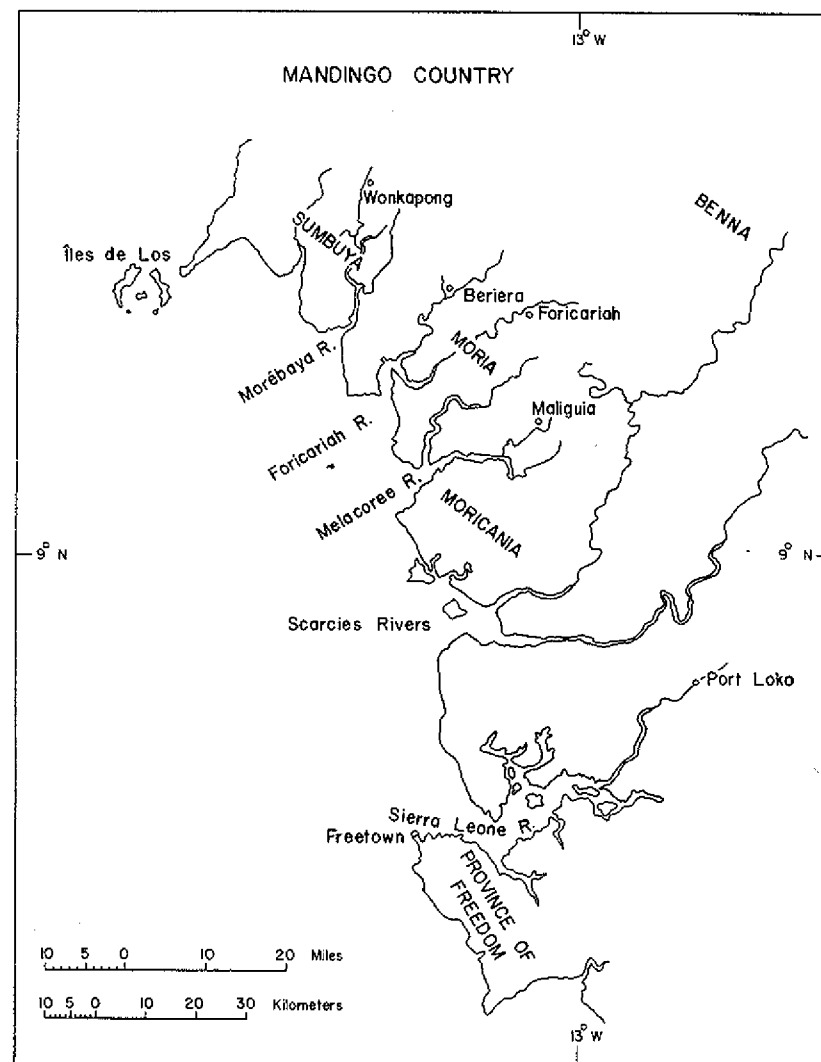 13° W
MANDINGO COUNTRY
Wonkapong
SUMBUYA
BENNA
Îles de Los
Beriera
Foricariah
Morêbaya R.
MORIA
Maliguia
Foricariah R.
Melacoree R.
MORICANIA
9° N
9° N
Scarcies Rivers
Port Loko
Sierra Leone R.
Freetown
PROVINCE OF
FREEDOM
10 5 0 10 20 Miles
10 5 0 10 20 30 Kilometers
13° W